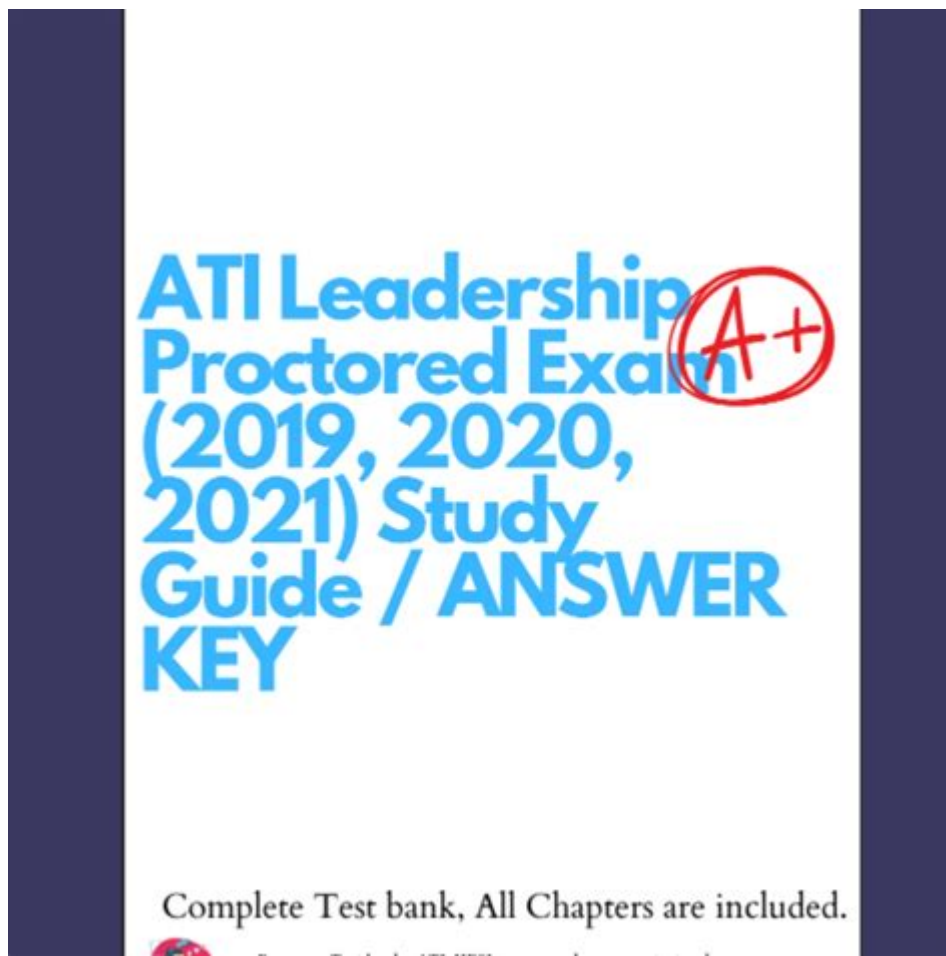 ATI Leadership
Proctored Exam
(2019, 2020,
2021) Study
Guide / ANSWER
KEY
A+
Complete Test bank, All Chapters are included.